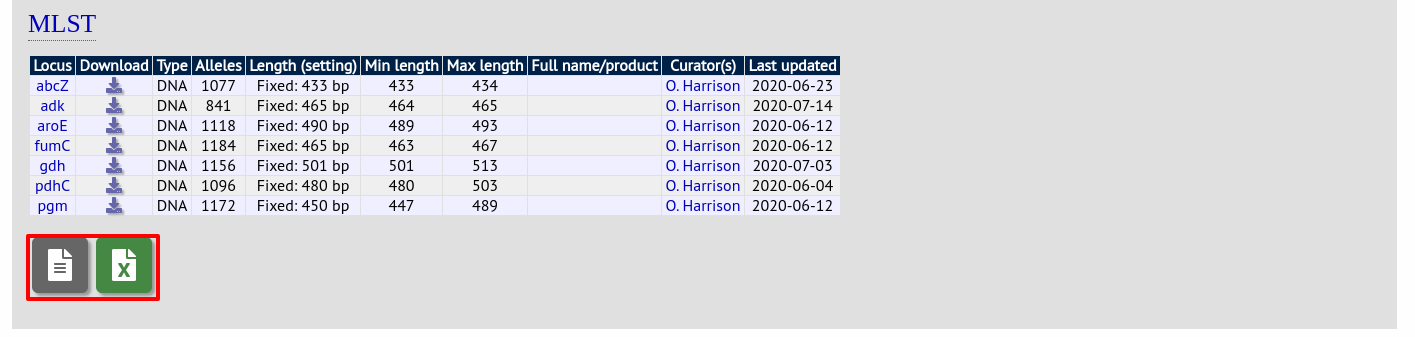 MLST
Locus Download Type Alleles Length (setting) Min length Max length Full name/product Curator(s) Last updated
abcZ DNA 1077 Fixed: 433 bp 433 434 O. Harrison 2020-06-23
adk DNA 841 Fixed: 465 bp 464 465 O. Harrison 2020-07-14
aroE DNA 1118 Fixed: 490 bp 489 493 O. Harrison 2020-06-12
fumC DNA 1184 Fixed: 465 bp 463 467 O. Harrison 2020-06-12
gdh DNA 1156 Fixed: 501 bp 501 513 O. Harrison 2020-07-03
pdhC DNA 1096 Fixed: 480 bp 480 503 O. Harrison 2020-06-04
pgm DNA 1172 Fixed: 450 bp 447 489 O. Harrison 2020-06-12
X